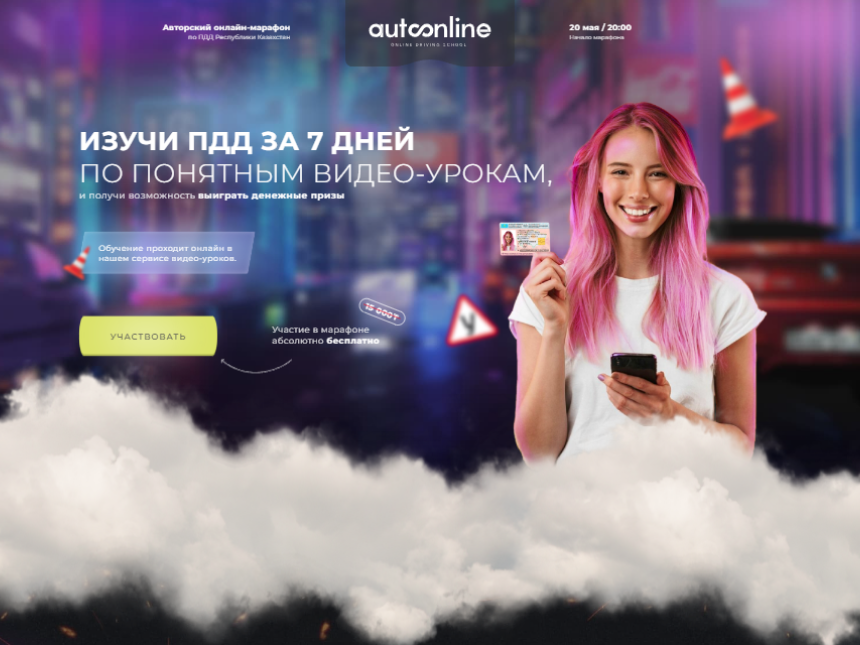 Авторский онлайн-марафон
по ПДД Республики Казахстан
autoonline
ONLINE DRIVING SCHOOL
20 мая / 20:00
Начало марафона
ИЗУЧИ ПДД ЗА 7 ДНЕЙ
ПО ПОНЯТНЫМ ВИДЕО-УРОКАМ,
и получи возможность выиграть денежные призы
Обучение проходит онлайн в
нашем сервисе видео-уроков.
УЧАСТВОВАТЬ
15 000Т
Участие в марафоне
абсолютно бесплатно
У